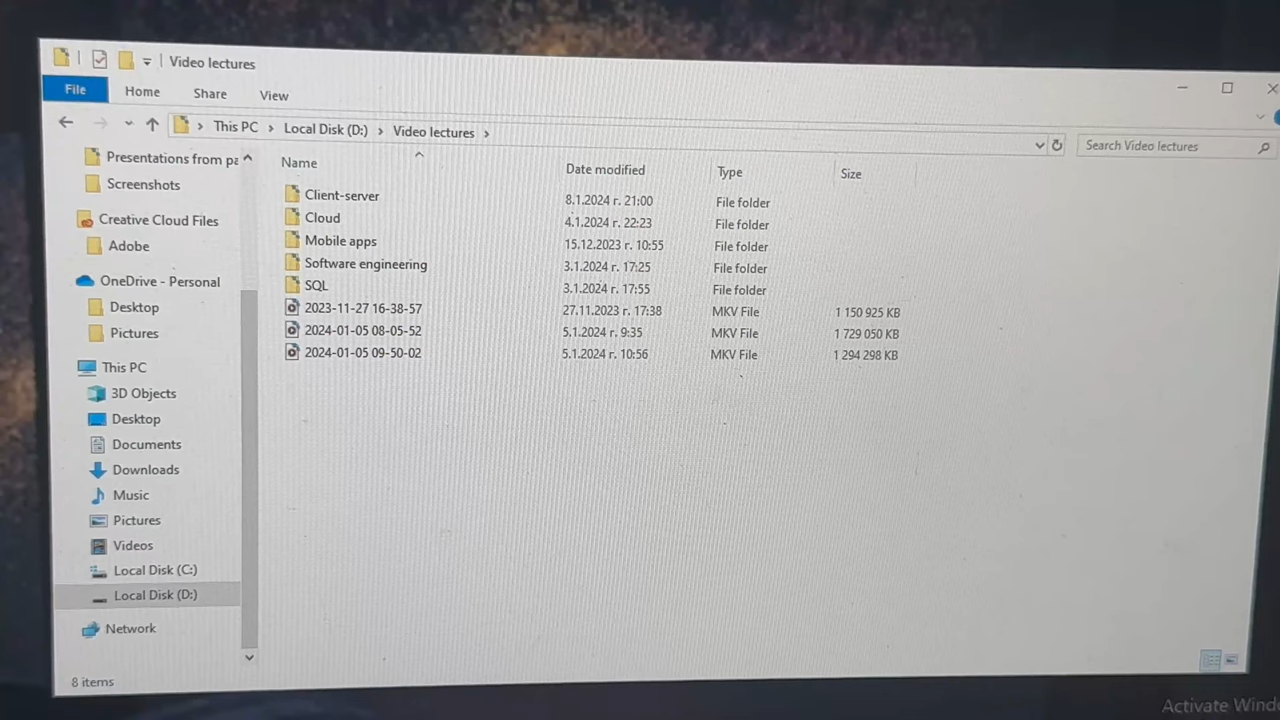 Video lectures
File Home Share View
This PC Local Disk (D:) Video lectures Search Video lectures
Presentations from pa
Screenshots
Creative Cloud Files
Adobe
OneDrive - Personal
Desktop
Pictures
This PC
3D Objects
Desktop
Documents
Downloads
Music
Pictures
Videos
Local Disk (C:)
Local Disk (D:)
Network
Name Date modified Type Size
Client-server 8.1.2024 г. 21:00 File folder
Cloud 4.1.2024 г. 22:23 File folder
Mobile apps 15.12.2023 г. 10:55 File folder
Software engineering 3.1.2024 г. 17:25 File folder
SQL 3.1.2024 г. 17:55 File folder
2023-11-27 16-38-57 27.11.2023 г. 17:38 MKV File 1 150 925 KB
2024-01-05 08-05-52 5.1.2024 г. 9:35 MKV File 1 729 050 KB
2024-01-05 09-50-02 5.1.2024 г. 10:56 MKV File 1 294 298 KB
8 items
Activate Wind